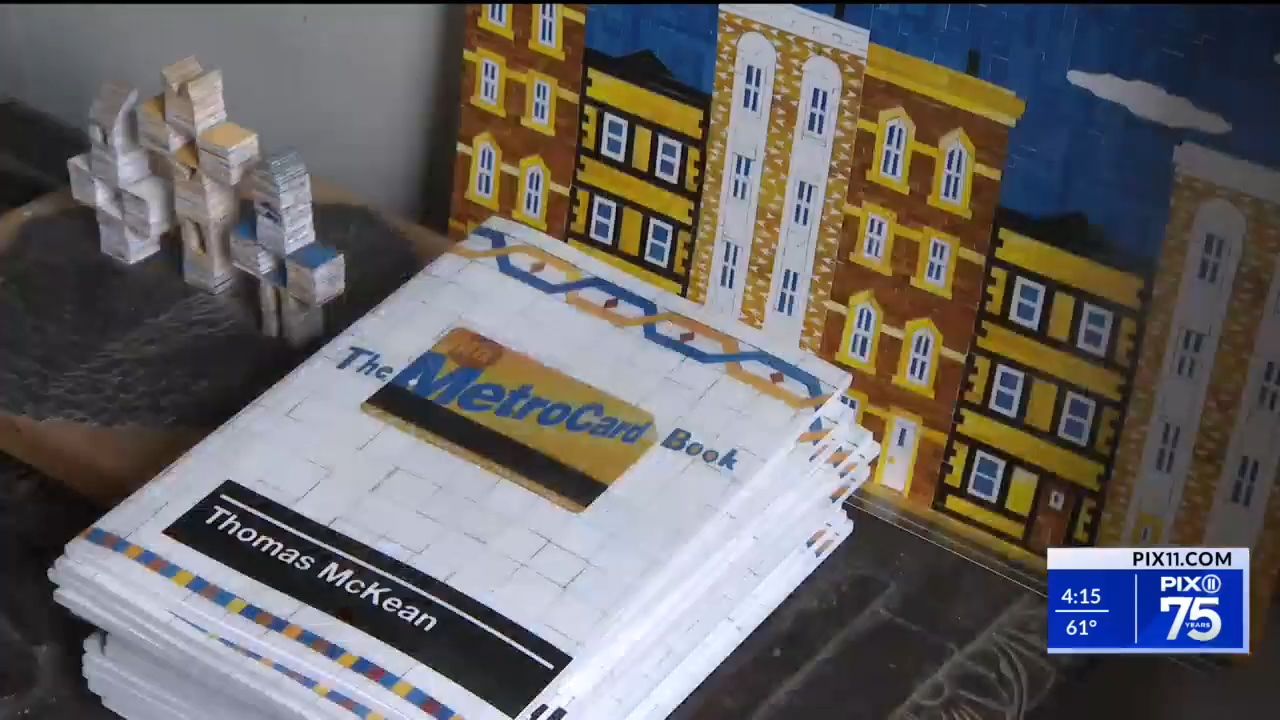 The MetroCard Book
Thomas McKean
PIX11.COM
4:15
61°
PIX11
75
YEARS